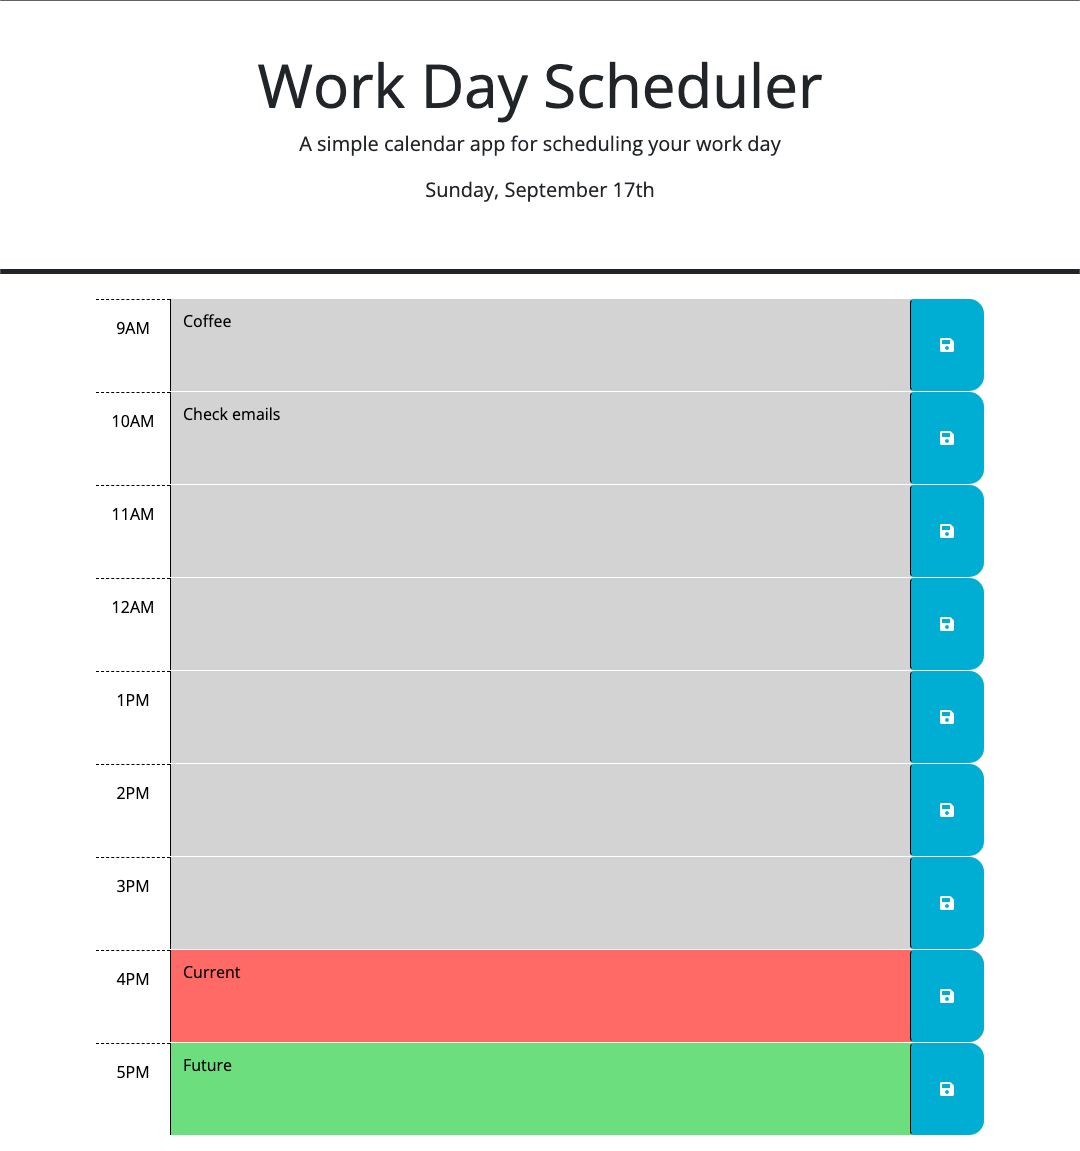 Work Day Scheduler
A simple calendar app for scheduling your work day
Sunday, September 17th
9AM
Coffee
10AM
Check emails
11AM
12AM
1PM
2PM
3PM
4PM
Current
5PM
Future